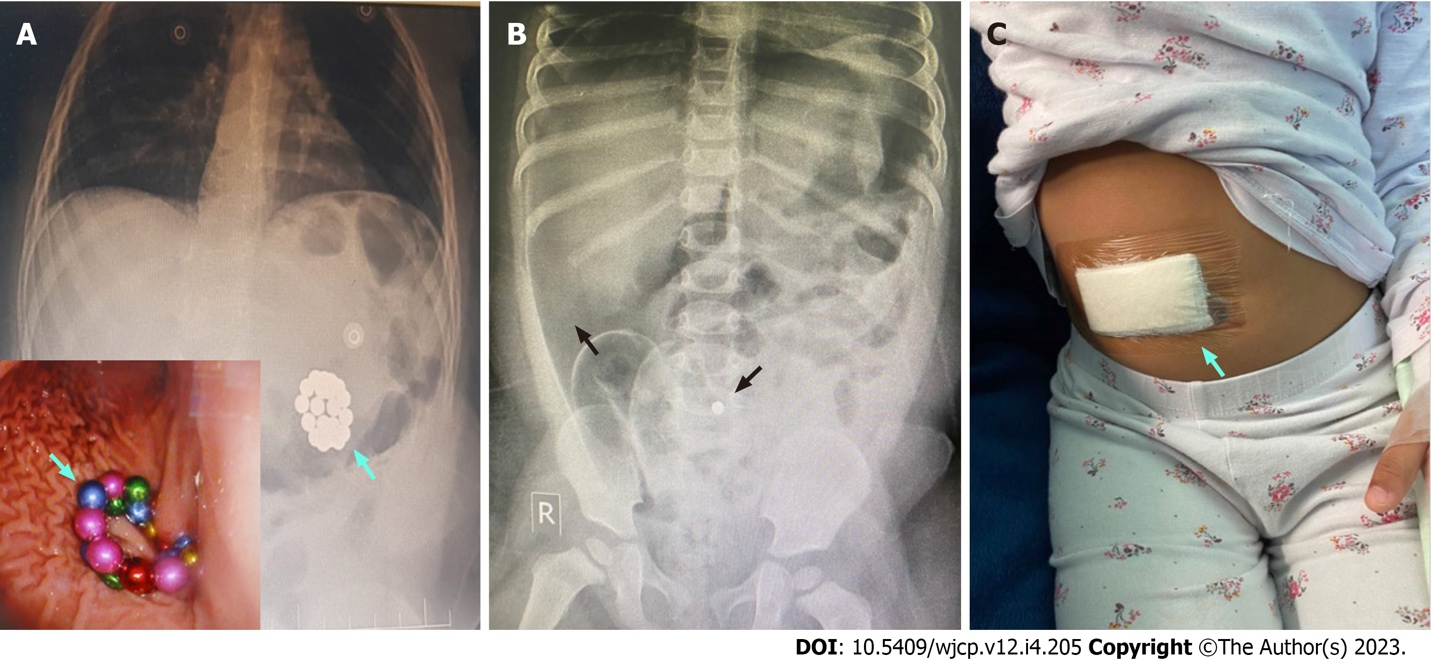 A
B
C
R
DOI: 10.5409/wjcp.v12.i4.205 Copyright ©The Author(s) 2023.